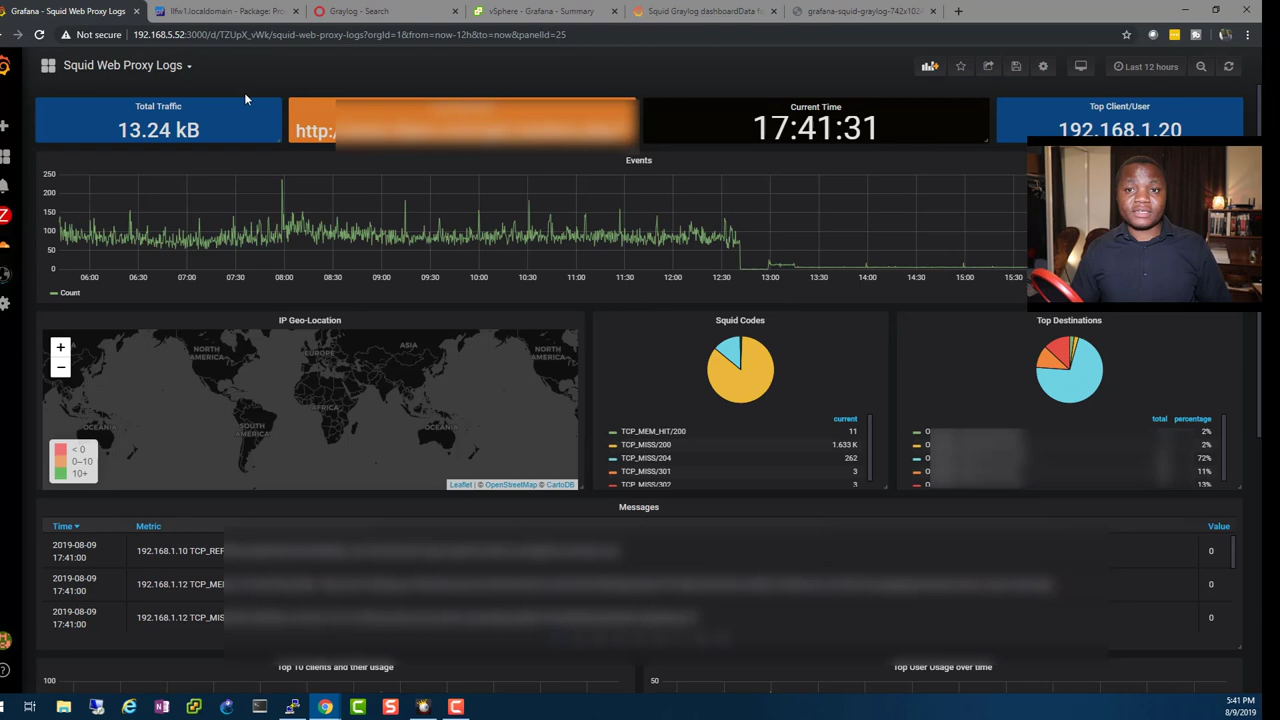 Grafana - Squid Web Proxy Logs
llfw1.localdomain - Package: Pro
Graylog - Search
vSphere - Grafana - Summary
Squid Graylog dashboardData for
grafana-squid-graylog-742x102
Not secure 192.168.5.52:3000/d/TZUpX_vWk/squid-web-proxy-logs?orgId=1&from=now-12h&to=now&panelId=25
Squid Web Proxy Logs
Last 12 hours
Total Traffic
13.24 kB
http:/
Current Time
17:41:31
Top Client/User
192.168.1.20
Events
250
200
150
100
50
0
06:00 06:30 07:00 07:30 08:00 08:30 09:00 09:30 10:00 10:30 11:00 11:30 12:00 12:30 13:00 13:30 14:00 14:30 15:00 15:30
Count
IP Geo-Location
+
−
NORTH AMERICA
EUROPE
ASIA
NORTH AMERICA
AFRICA
SOUTH AMERICA
OCEANIA
OCEANIA
< 0
0–10
10+
Leaflet | © OpenStreetMap © CartoDB
Squid Codes
current
TCP_MEM_HIT/200 11
TCP_MISS/200 1.633 K
TCP_MISS/204 262
TCP_MISS/301 3
TCP_MISS/302 3
Top Destinations
total percentage
2%
2%
72%
11%
13%
Messages
Time Metric Value
2019-08-09 17:41:00 192.168.1.10 TCP_REF 0
2019-08-09 17:41:00 192.168.1.12 TCP_ME 0
2019-08-09 17:41:00 192.168.1.12 TCP_MIS 0
Top 10 clients and their usage
100
Top User Usage over time
50
5:41 PM
8/9/2019